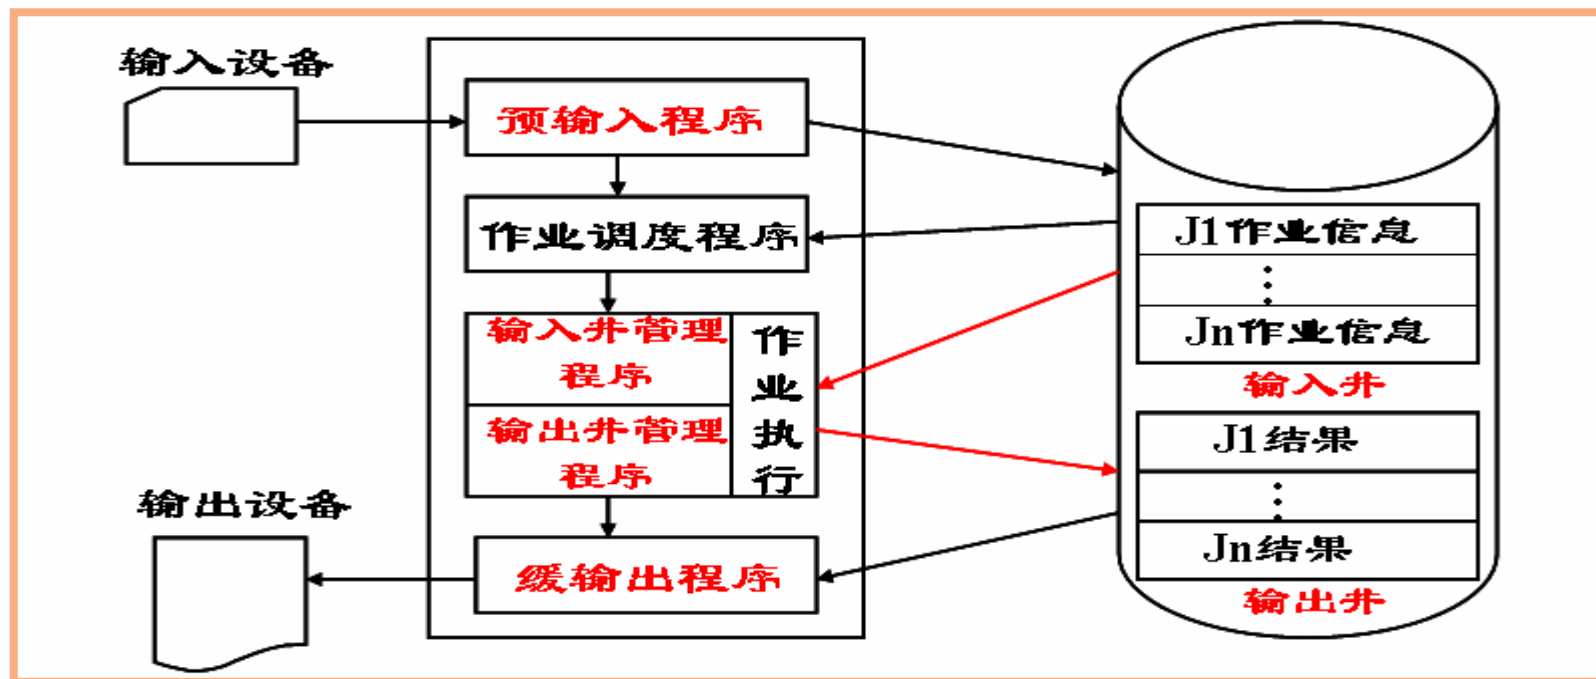 输入设备
预输入程序
作业调度程序
输入井管理
程序
输出井管理
程序
作
业
执
行
缓输出程序
输出设备
J1作业信息
⋮
Jn作业信息
输入井
J1结果
⋮
Jn结果
输出井